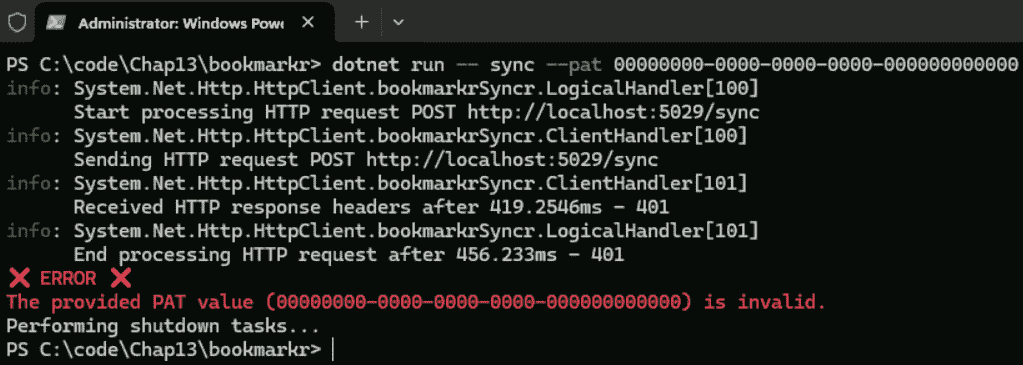 Administrator: Windows Powe
PS C:\code\Chap13\bookmarkr> dotnet run -- sync --pat 00000000-0000-0000-0000-000000000000
info: System.Net.Http.HttpClient.bookmarkrSyncr.LogicalHandler[100]
Start processing HTTP request POST http://localhost:5029/sync
info: System.Net.Http.HttpClient.bookmarkrSyncr.ClientHandler[100]
Sending HTTP request POST http://localhost:5029/sync
info: System.Net.Http.HttpClient.bookmarkrSyncr.ClientHandler[101]
Received HTTP response headers after 419.2546ms - 401
info: System.Net.Http.HttpClient.bookmarkrSyncr.LogicalHandler[101]
End processing HTTP request after 456.233ms - 401
❌ ERROR ❌
The provided PAT value (00000000-0000-0000-0000-000000000000) is invalid.
Performing shutdown tasks...
PS C:\code\Chap13\bookmarkr>